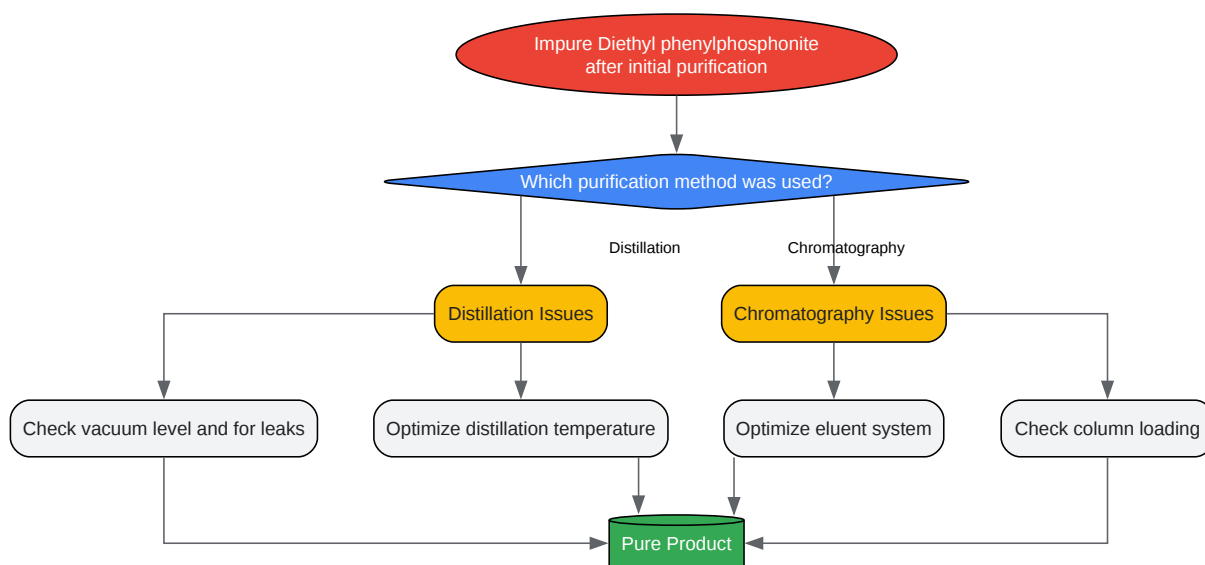 Impure Diethyl phenylphosphonite
after initial purification
Which purification method was used?
Distillation
Chromatography
Distillation Issues
Chromatography Issues
Check vacuum level and for leaks
Optimize distillation temperature
Optimize eluent system
Check column loading
Pure Product